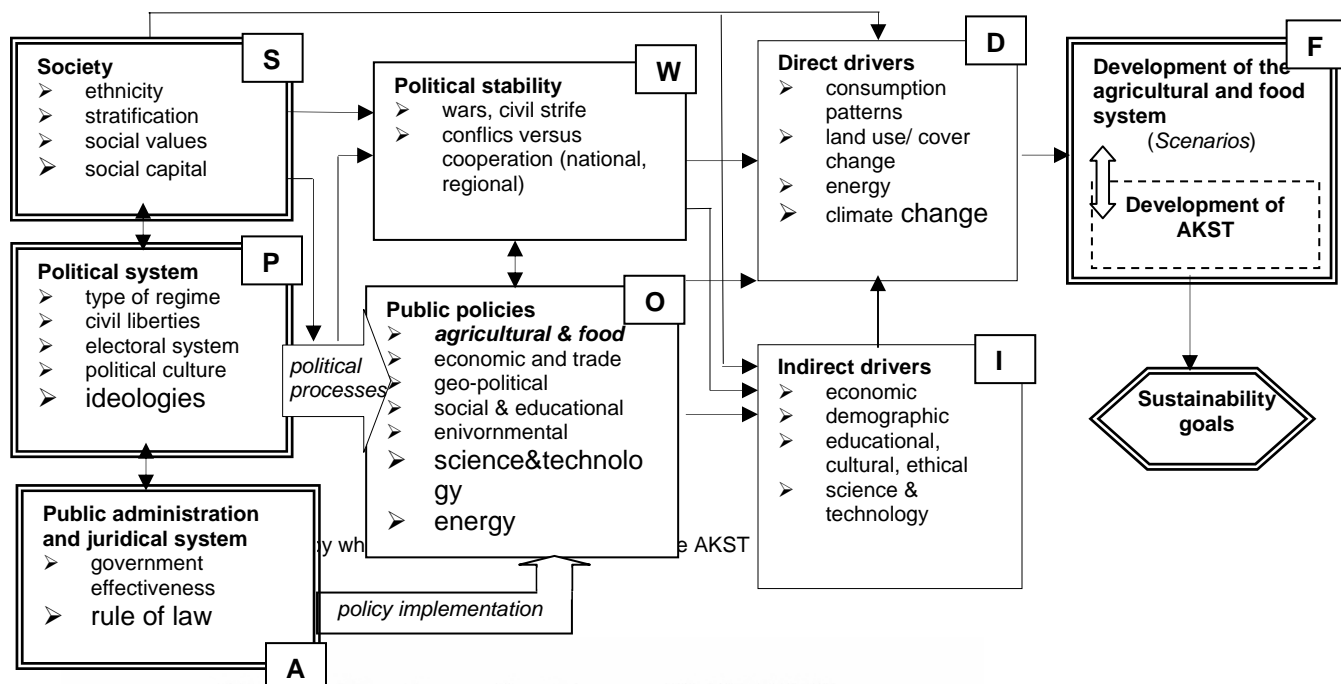 S
Society
➢ ethnicity
➢ stratification
➢ social values
➢ social capital
P
Political system
➢ type of regime
➢ civil liberties
➢ electoral system
➢ political culture
➢ ideologies
Public administration
and juridical system
➢ government
effectiveness
➢ rule of law
A
political
processes
policy implementation
W
Political stability
➢ wars, civil strife
➢ conflics versus
cooperation (national,
regional)
O
Public policies
➢ agricultural & food
➢ economic and trade
➢ geo-political
➢ social & educational
➢ enivornmental
➢ science&technolo
gy
➢ energy
AKST
D
Direct drivers
➢ consumption
patterns
➢ land use/ cover
change
➢ energy
➢ climate change
I
Indirect drivers
➢ economic
➢ demographic
➢ educational,
cultural, ethical
➢ science &
technology
F
Development of the
agricultural and food
system
(Scenarios)
Development of
AKST
Sustainability
goals